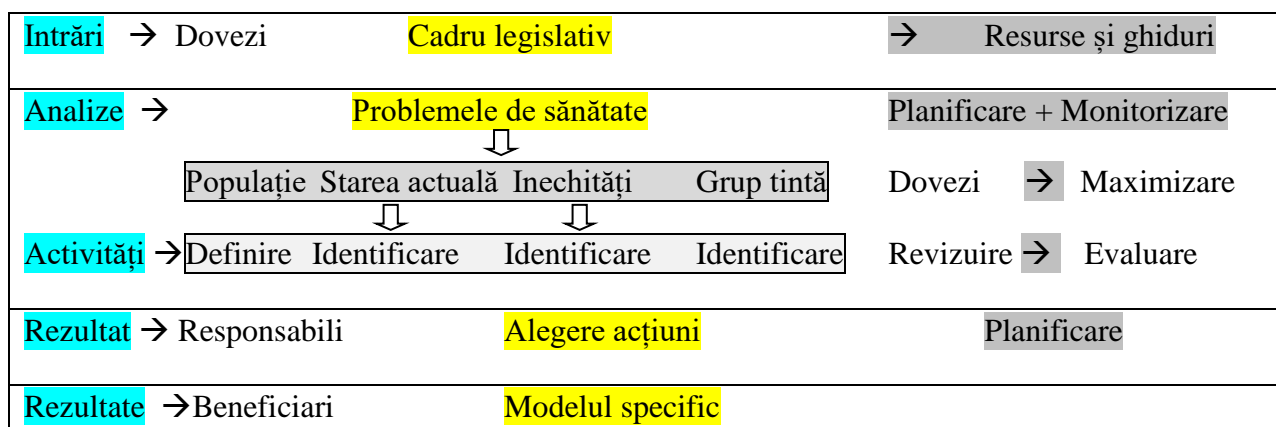 Intrări → Dovezi Cadru legislativ → Resurse și ghiduri
Analize → Problemele de sănătate Planificare + Monitorizare
Populație Starea actuală Inechități Grup tintă Dovezi → Maximizare
Activități → Definire Identificare Identificare Identificare Revizuire → Evaluare
Rezultat → Responsabili Alegere acțiuni Planificare
Rezultate → Beneficiari Modelul specific